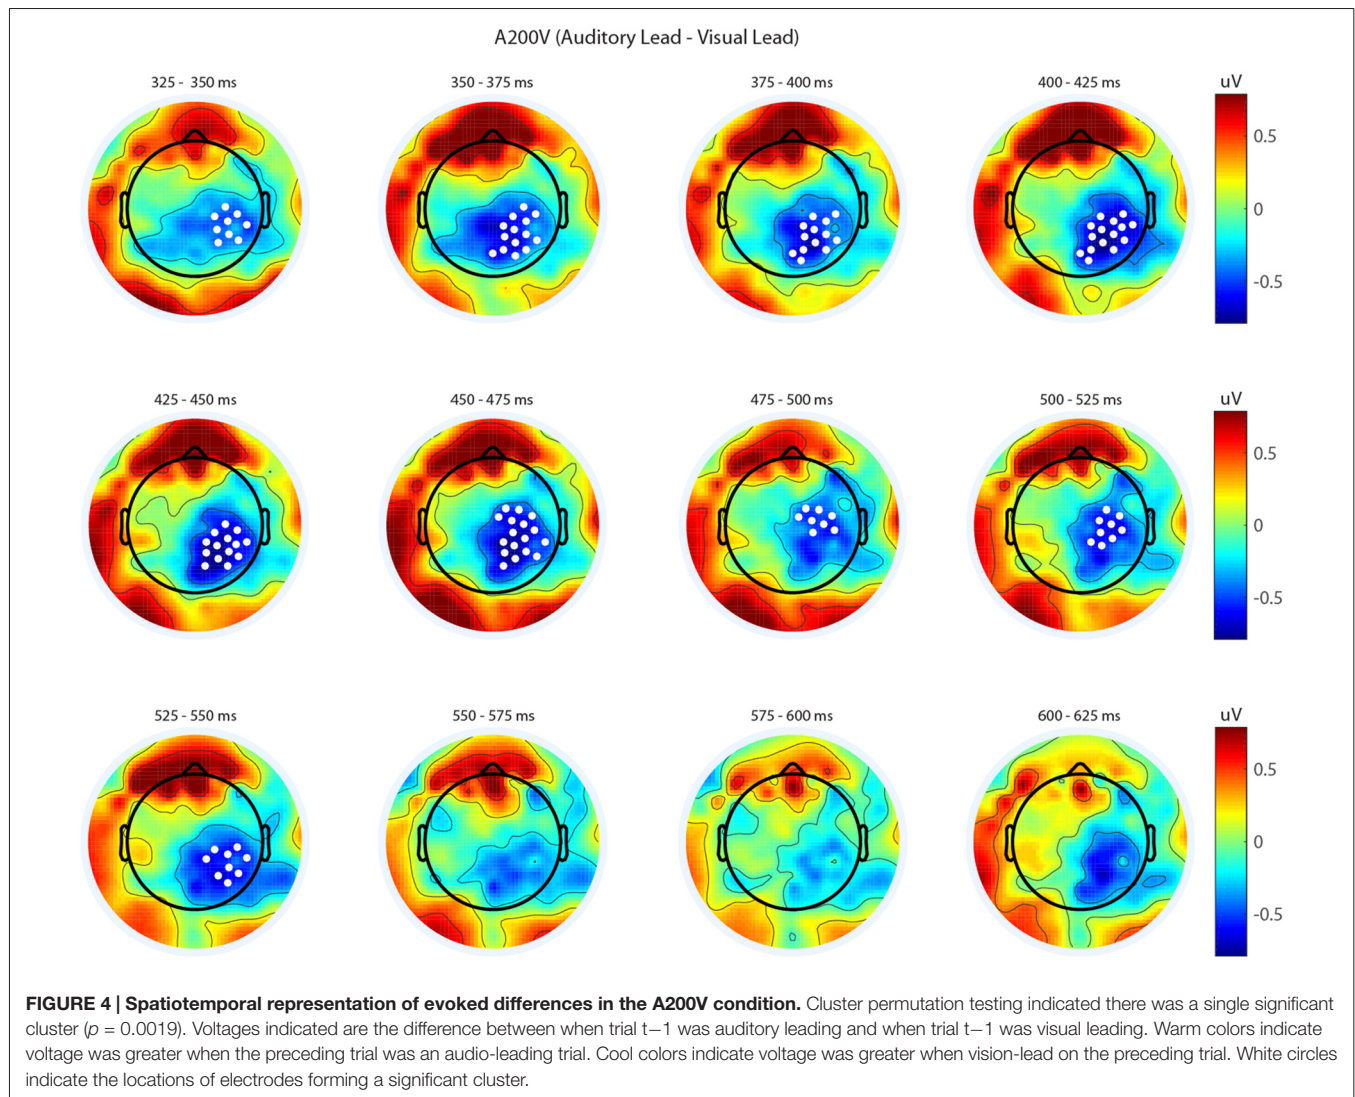 A200V (Auditory Lead - Visual Lead)
325 - 350 ms
350 - 375 ms
375 - 400 ms
400 - 425 ms
uV
0.5
0
-0.5
425 - 450 ms
450 - 475 ms
475 - 500 ms
500 - 525 ms
uV
0.5
0
-0.5
525 - 550 ms
550 - 575 ms
575 - 600 ms
600 - 625 ms
uV
0.5
0
-0.5
FIGURE 4 | Spatiotemporal representation of evoked differences in the A200V condition. Cluster permutation testing indicated there was a single significant
cluster (p = 0.0019). Voltages indicated are the difference between when trial t−1 was auditory leading and when trial t−1 was visual leading. Warm colors indicate
voltage was greater when the preceding trial was an audio-leading trial. Cool colors indicate voltage was greater when vision-lead on the preceding trial. White circles
indicate the locations of electrodes forming a significant cluster.